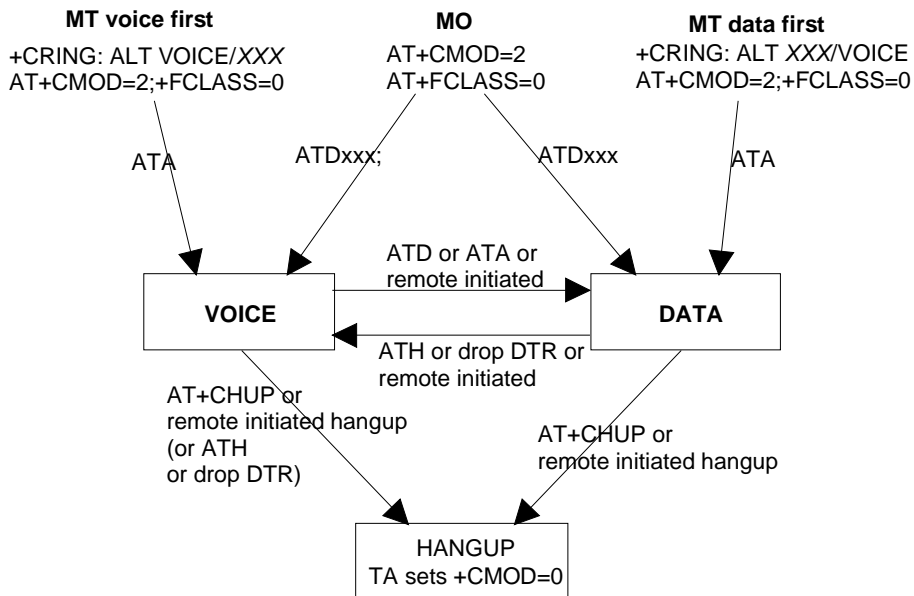 MT voice first
+CRING: ALT VOICE/XXX
AT+CMOD=2;+FCLASS=0
MO
AT+CMOD=2
AT+FCLASS=0
MT data first
+CRING: ALT XXX/VOICE
AT+CMOD=2;+FCLASS=0
ATA
ATDxxx;
ATDxxx
ATA
ATD or ATA or
remote initiated
VOICE
DATA
ATH or drop DTR or
remote initiated
AT+CHUP or
remote initiated hangup
(or ATH
or drop DTR)
AT+CHUP or
remote initiated hangup
HANGUP
TA sets +CMOD=0